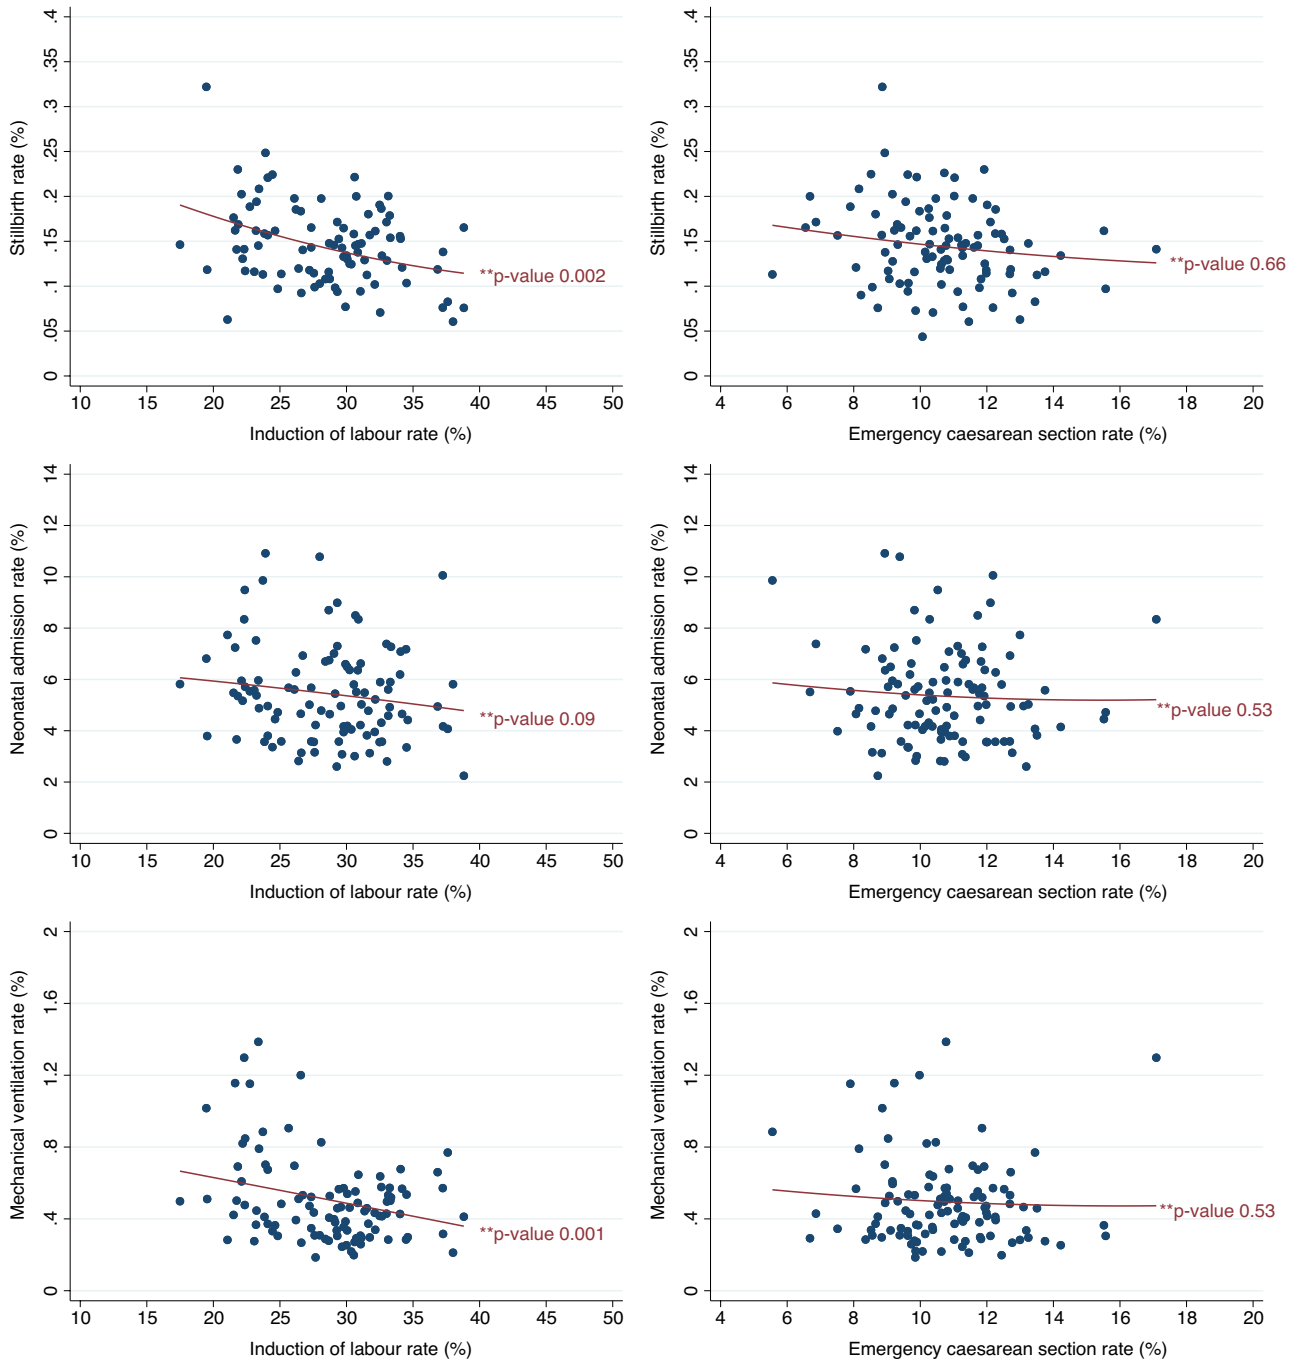 Stillbirth rate (%)
.4
.35
.3
.25
.2
.15
.1
.05
0
**p-value 0.002
10 15 20 25 30 35 40 45 50
Induction of labour rate (%)
Stillbirth rate (%)
.4
.35
.3
.25
.2
.15
.1
.05
0
**p-value 0.66
4 6 8 10 12 14 16 18 20
Emergency caesarean section rate (%)
Neonatal admission rate (%)
14
12
10
8
6
4
2
0
**p-value 0.09
10 15 20 25 30 35 40 45 50
Induction of labour rate (%)
Neonatal admission rate (%)
14
12
10
8
6
4
2
0
**p-value 0.53
4 6 8 10 12 14 16 18 20
Emergency caesarean section rate (%)
Mechanical ventilation rate (%)
2
1.6
1.2
.8
.4
0
**p-value 0.001
10 15 20 25 30 35 40 45 50
Induction of labour rate (%)
Mechanical ventilation rate (%)
2
1.6
1.2
.8
.4
0
**p-value 0.53
4 6 8 10 12 14 16 18 20
Emergency caesarean section rate (%)